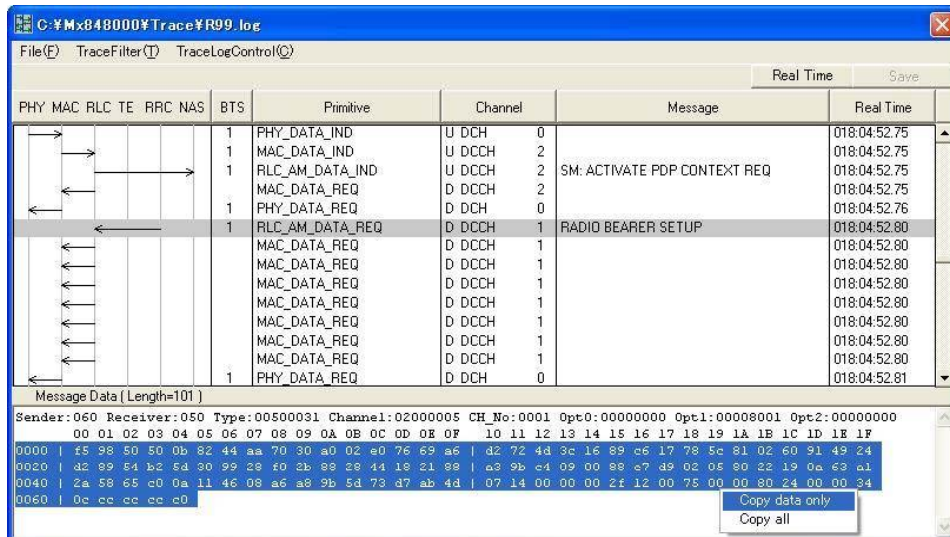 C:¥Mx848000¥Trace¥R99.log
File(F) TraceFilter(T) TraceLogControl(C)
Real Time Save
PHY MAC RLC TE RRC NAS BTS Primitive Channel Message Real Time
1 PHY_DATA_IND U DCH 0 018:04:52.75
1 MAC_DATA_IND U DCCH 2 018:04:52.75
1 RLC_AM_DATA_IND U DCCH 2 SM: ACTIVATE PDP CONTEXT REQ 018:04:52.75
MAC_DATA_REQ D DCCH 2 018:04:52.75
1 PHY_DATA_REQ D DCH 0 018:04:52.76
1 RLC_AM_DATA_REQ D DCCH 1 RADIO BEARER SETUP 018:04:52.80
MAC_DATA_REQ D DCCH 1 018:04:52.80
MAC_DATA_REQ D DCCH 1 018:04:52.80
MAC_DATA_REQ D DCCH 1 018:04:52.80
MAC_DATA_REQ D DCCH 1 018:04:52.80
MAC_DATA_REQ D DCCH 1 018:04:52.80
MAC_DATA_REQ D DCCH 1 018:04:52.80
MAC_DATA_REQ D DCCH 1 018:04:52.80
1 PHY_DATA_REQ D DCH 0 018:04:52.81
Message Data ( Length=101 )
Sender:060 Receiver:050 Type:00500031 Channel:02000005 CH_No:0001 Opt0:00000000 Opt1:00008001 Opt2:00000000
00 01 02 03 04 05 06 07 08 09 0A 0B 0C 0D 0E 0F 10 11 12 13 14 15 16 17 18 19 1A 1B 1C 1D 1E 1F
0000 | f5 98 50 50 0b 82 44 aa 70 30 a0 02 e0 76 69 a6 | d2 72 4d 3c 16 89 c6 17 78 5c 81 02 60 91 49 24
0020 | d2 89 54 b2 5d 30 99 28 f0 2b 88 28 44 18 21 88 | a3 9b c4 09 00 88 c7 d9 02 05 80 22 19 0a 63 a1
0040 | 2a 58 65 c0 0a 11 46 08 a6 a8 9b 5d 73 d7 ab 4d | 07 14 00 00 00 2f 12 00 75 00 00 80 24 00 00 34
0060 | 0c cc cc cc c0
Copy data only
Copy all